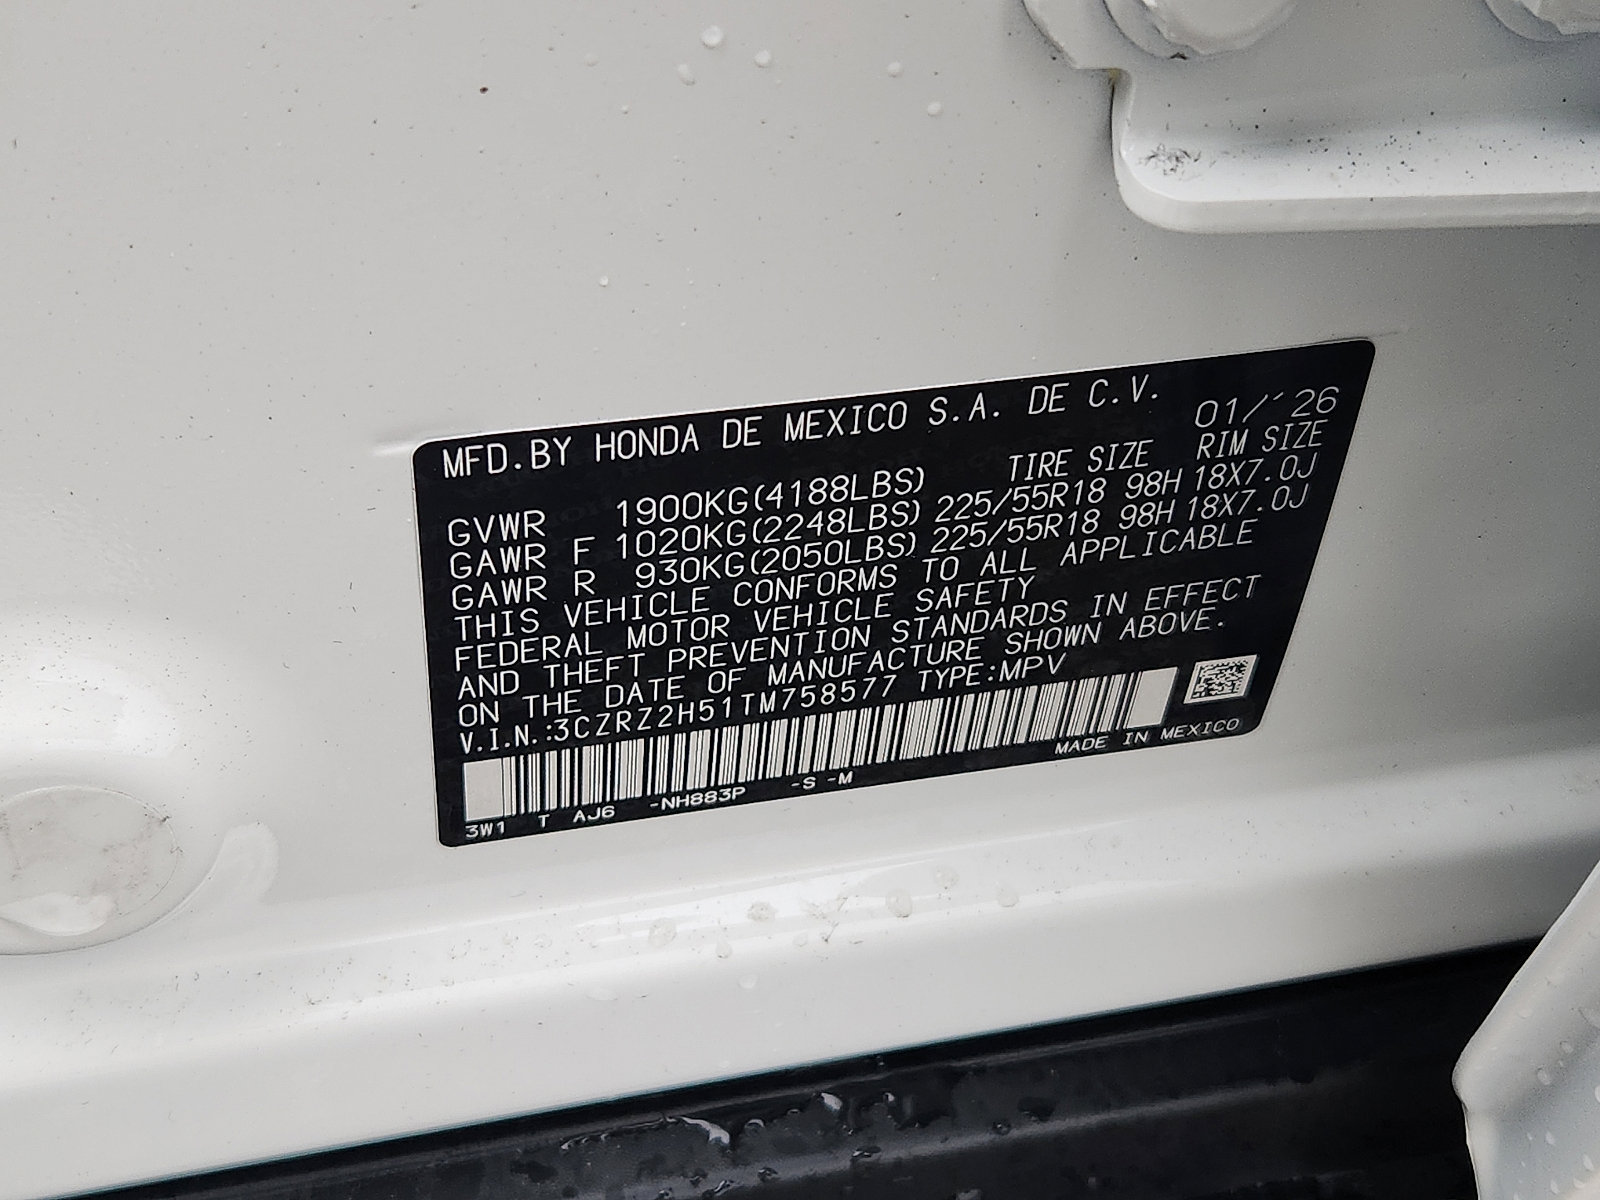 MFD.BY HONDA DE MEXICO S.A. DE C.V.
01/´26
TIRE SIZE RIM SIZE
GVWR 1900KG(4188LBS)
GAWR F 1020KG(2248LBS) 225/55R18 98H 18X7.0J
GAWR R 930KG(2050LBS) 225/55R18 98H 18X7.0J
THIS VEHICLE CONFORMS TO ALL APPLICABLE
FEDERAL MOTOR VEHICLE SAFETY
AND THEFT PREVENTION STANDARDS IN EFFECT
ON THE DATE OF MANUFACTURE SHOWN ABOVE.
V.I.N.:3CZRZ2H51TM758577 TYPE:MPV
MADE IN MEXICO
3W1 T AJ6 -NH883P -S -M